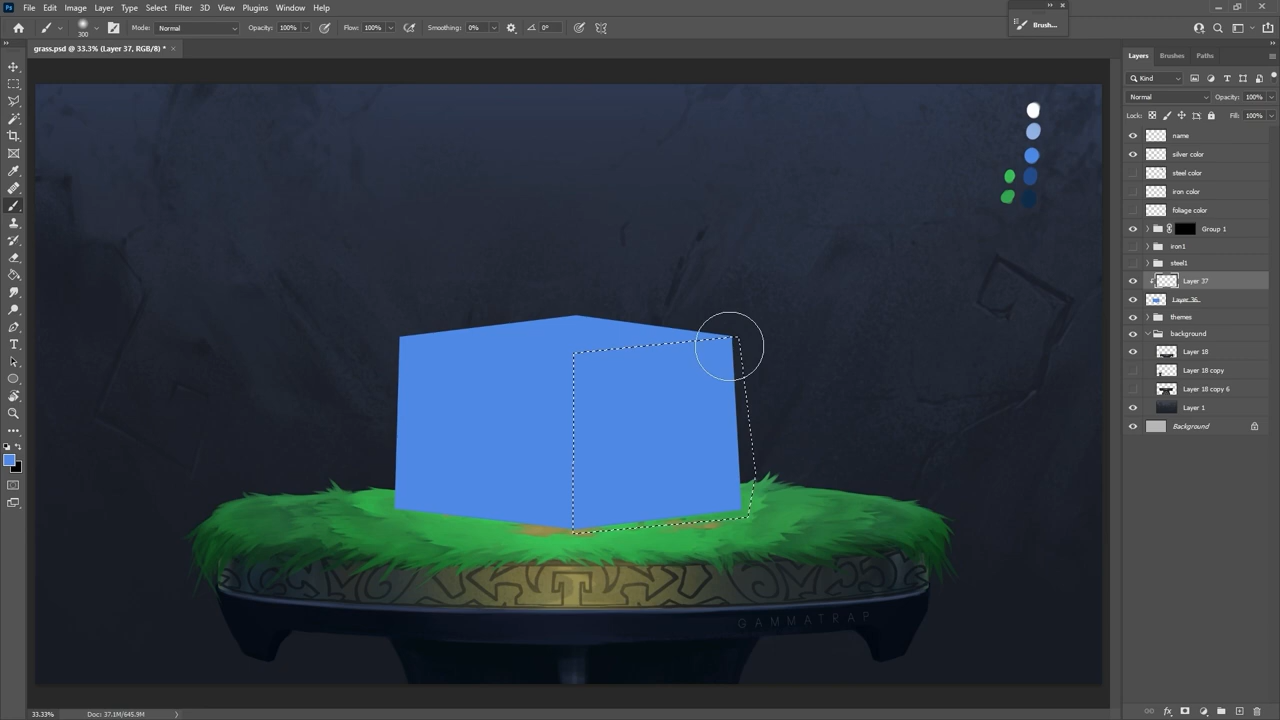 File Edit Image Layer Type Select Filter 3D View Plugins Window Help
300 Mode: Normal Opacity: 100% Flow: 100% Smoothing: 0% 0°
Brush...
grass.psd @ 33.3% (Layer 37, RGB/8) *
Layers Brushes Paths
Kind
Normal Opacity: 100%
Lock: Fill: 100%
name
silver color
steel color
iron color
foliage color
Group 1
iron1
steel1
Layer 37
Layer 36
themes
background
Layer 18
Layer 18 copy
Layer 18 copy 6
Layer 1
Background
GAMMATRAP
33.33% Doc: 37.1M/645.9M